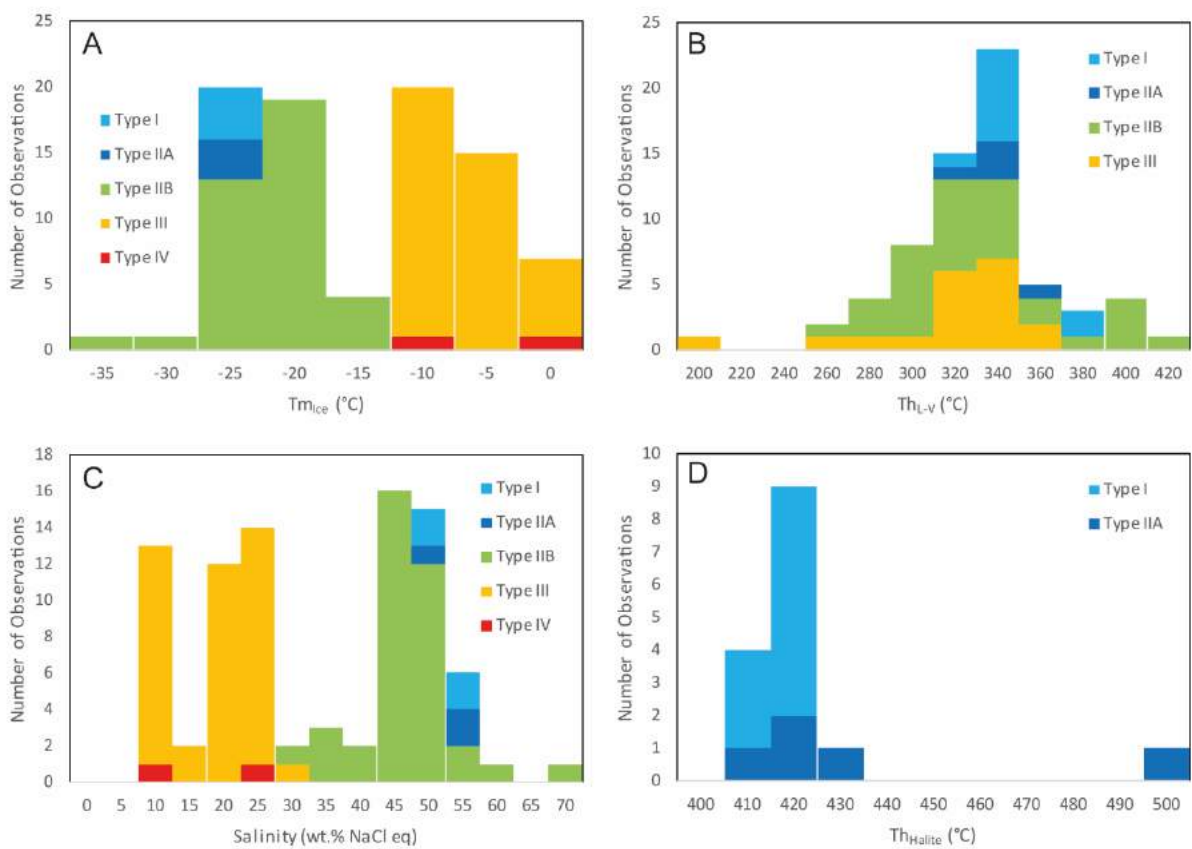 A
Number of Observations
25
20
15
10
5
0
Type I
Type IIA
Type IIB
Type III
Type IV
-35 -30 -25 -20 -15 -10 -5 0
TmIce (°C)
B
Number of Observations
25
20
15
10
5
0
Type I
Type IIA
Type IIB
Type III
200 220 240 260 280 300 320 340 360 380 400 420
ThL-V (°C)
C
Number of Observations
18
16
14
12
10
8
6
4
2
0
Type I
Type IIA
Type IIB
Type III
Type IV
0 5 10 15 20 25 30 35 40 45 50 55 60 65 70
Salinity (wt.% NaCl eq)
D
Number of Observations
10
9
8
7
6
5
4
3
2
1
0
Type I
Type IIA
400 410 420 430 440 450 460 470 480 490 500
ThHalite (°C)